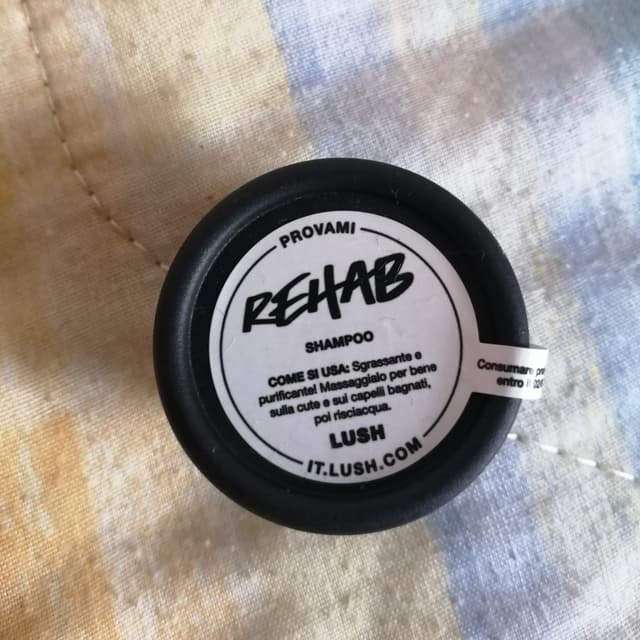 PROVAMI
REHAB
SHAMPOO
COME SI USA: Sgrassante e
purificante! Massaggialo per bene
sulla cute e sui capelli bagnati,
poi risciacqua.
LUSH
IT.LUSH.COM
Consumare
entro